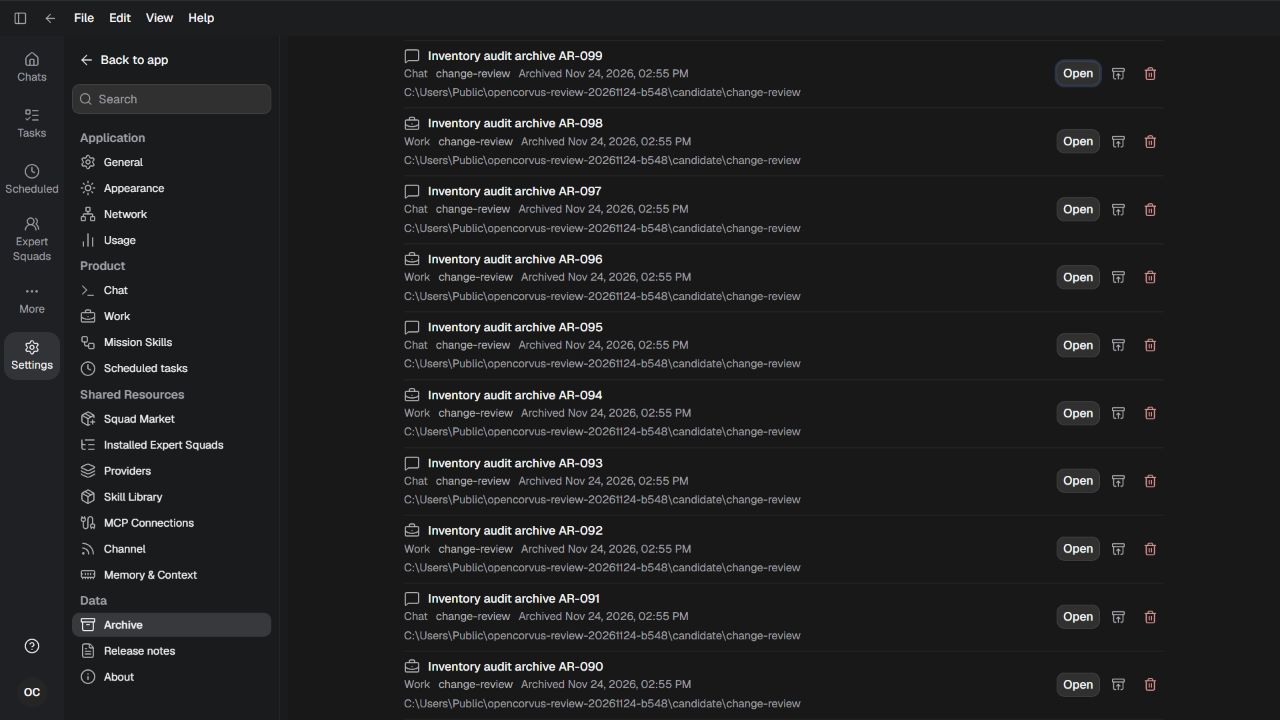 File Edit View Help
Chats
Tasks
Scheduled
Expert
Squads
More
Settings
OC
Back to app
Search
Application
General
Appearance
Network
Usage
Product
Chat
Work
Mission Skills
Scheduled tasks
Shared Resources
Squad Market
Installed Expert Squads
Providers
Skill Library
MCP Connections
Channel
Memory & Context
Data
Archive
Release notes
About
Inventory audit archive AR-099
Chat change-review Archived Nov 24, 2026, 02:55 PM
C:\Users\Public\opencorvus-review-20261124-b548\candidate\change-review
Open
Inventory audit archive AR-098
Work change-review Archived Nov 24, 2026, 02:55 PM
C:\Users\Public\opencorvus-review-20261124-b548\candidate\change-review
Open
Inventory audit archive AR-097
Chat change-review Archived Nov 24, 2026, 02:55 PM
C:\Users\Public\opencorvus-review-20261124-b548\candidate\change-review
Open
Inventory audit archive AR-096
Work change-review Archived Nov 24, 2026, 02:55 PM
C:\Users\Public\opencorvus-review-20261124-b548\candidate\change-review
Open
Inventory audit archive AR-095
Chat change-review Archived Nov 24, 2026, 02:55 PM
C:\Users\Public\opencorvus-review-20261124-b548\candidate\change-review
Open
Inventory audit archive AR-094
Work change-review Archived Nov 24, 2026, 02:55 PM
C:\Users\Public\opencorvus-review-20261124-b548\candidate\change-review
Open
Inventory audit archive AR-093
Chat change-review Archived Nov 24, 2026, 02:55 PM
C:\Users\Public\opencorvus-review-20261124-b548\candidate\change-review
Open
Inventory audit archive AR-092
Work change-review Archived Nov 24, 2026, 02:55 PM
C:\Users\Public\opencorvus-review-20261124-b548\candidate\change-review
Open
Inventory audit archive AR-091
Chat change-review Archived Nov 24, 2026, 02:55 PM
C:\Users\Public\opencorvus-review-20261124-b548\candidate\change-review
Open
Inventory audit archive AR-090
Work change-review Archived Nov 24, 2026, 02:55 PM
C:\Users\Public\opencorvus-review-20261124-b548\candidate\change-review
Open